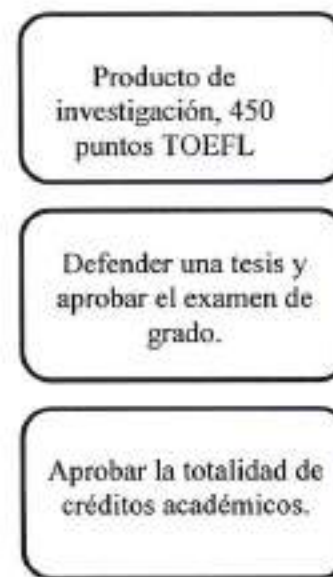 Producto de
investigación, 450
puntos TOEFL
Defender una tesis y
aprobar el examen de
grado.
Aprobar la totalidad de
créditos académicos.